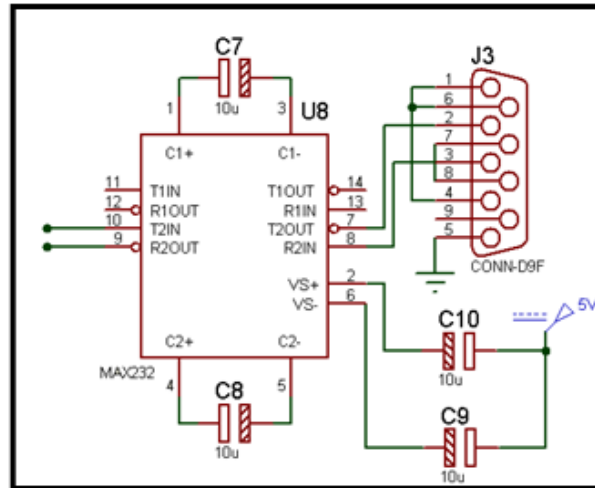 C7
10u
1
3
U8
C1+
C1-
11
T1IN
T1OUT
14
12
R1OUT
R1IN
13
10
T2IN
T2OUT
7
9
R2OUT
R2IN
8
VS+
2
VS-
6
C2+
C2-
MAX232
4
5
C8
10u
J3
1
6
2
7
3
8
4
9
5
CONN-D9F
5V
C10
10u
C9
10u